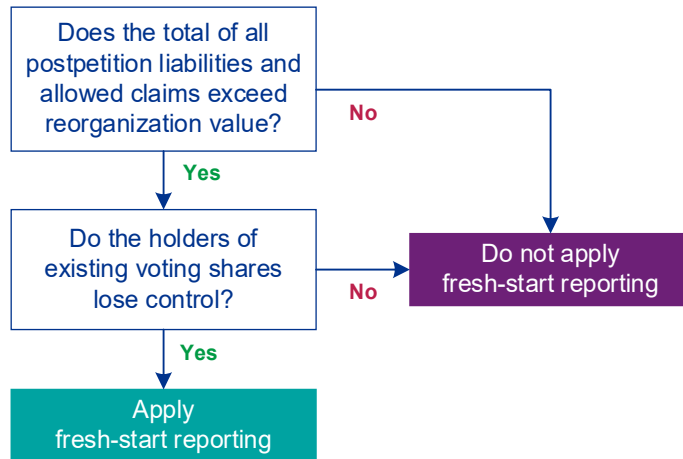 Does the total of all
postpetition liabilities and
allowed claims exceed
reorganization value?
No
Yes
Do the holders of
existing voting shares
lose control?
Do not apply
fresh-start reporting
No
Yes
Apply
fresh-start reporting